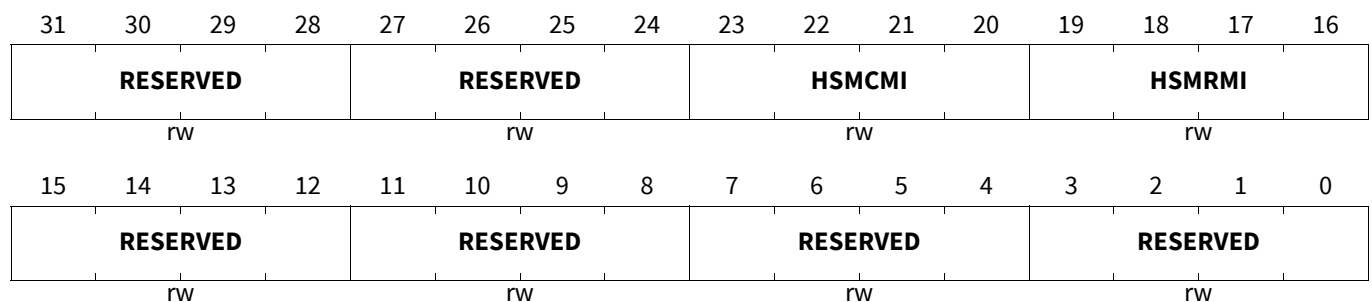 31 30 29 28 27 26 25 24 23 22 21 20 19 18 17 16
RESERVED RESERVED HSMCMI HSMRMI
rw rw rw rw
15 14 13 12 11 10 9 8 7 6 5 4 3 2 1 0
RESERVED RESERVED RESERVED RESERVED
rw rw rw rw